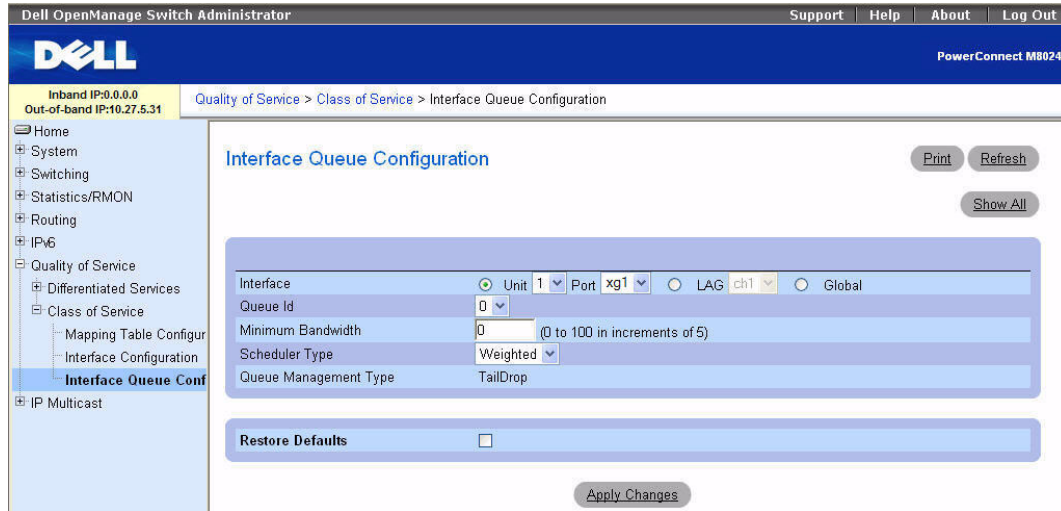 Dell OpenManage Switch Administrator
Support Help About Log Out
DELL
PowerConnect M8024
Inband IP:0.0.0.0
Out-of-band IP:10.27.5.31
Quality of Service > Class of Service > Interface Queue Configuration
Home
System
Switching
Statistics/RMON
Routing
IPv6
Quality of Service
Differentiated Services
Class of Service
Mapping Table Configur
Interface Configuration
Interface Queue Conf
IP Multicast
Interface Queue Configuration
Print Refresh
Show All
Interface Unit 1 Port xg1 LAG ch1 Global
Queue Id 0
Minimum Bandwidth 0 (0 to 100 in increments of 5)
Scheduler Type Weighted
Queue Management Type TailDrop
Restore Defaults
Apply Changes